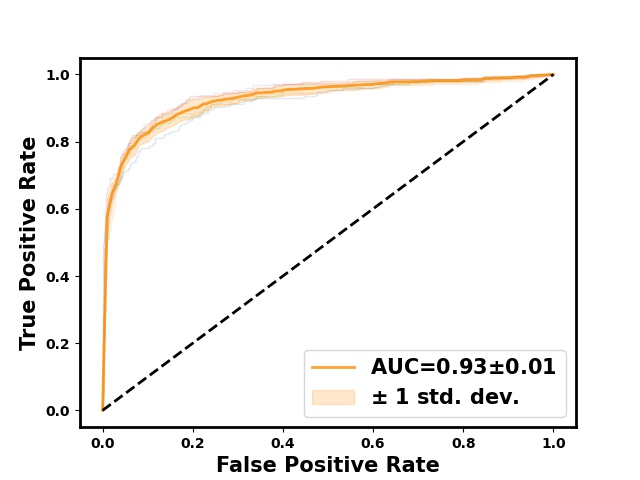 1.0
0.8
0.6
0.4
0.2
0.0
True Positive Rate
AUC=0.93±0.01
± 1 std. dev.
0.0 0.2 0.4 0.6 0.8 1.0
False Positive Rate